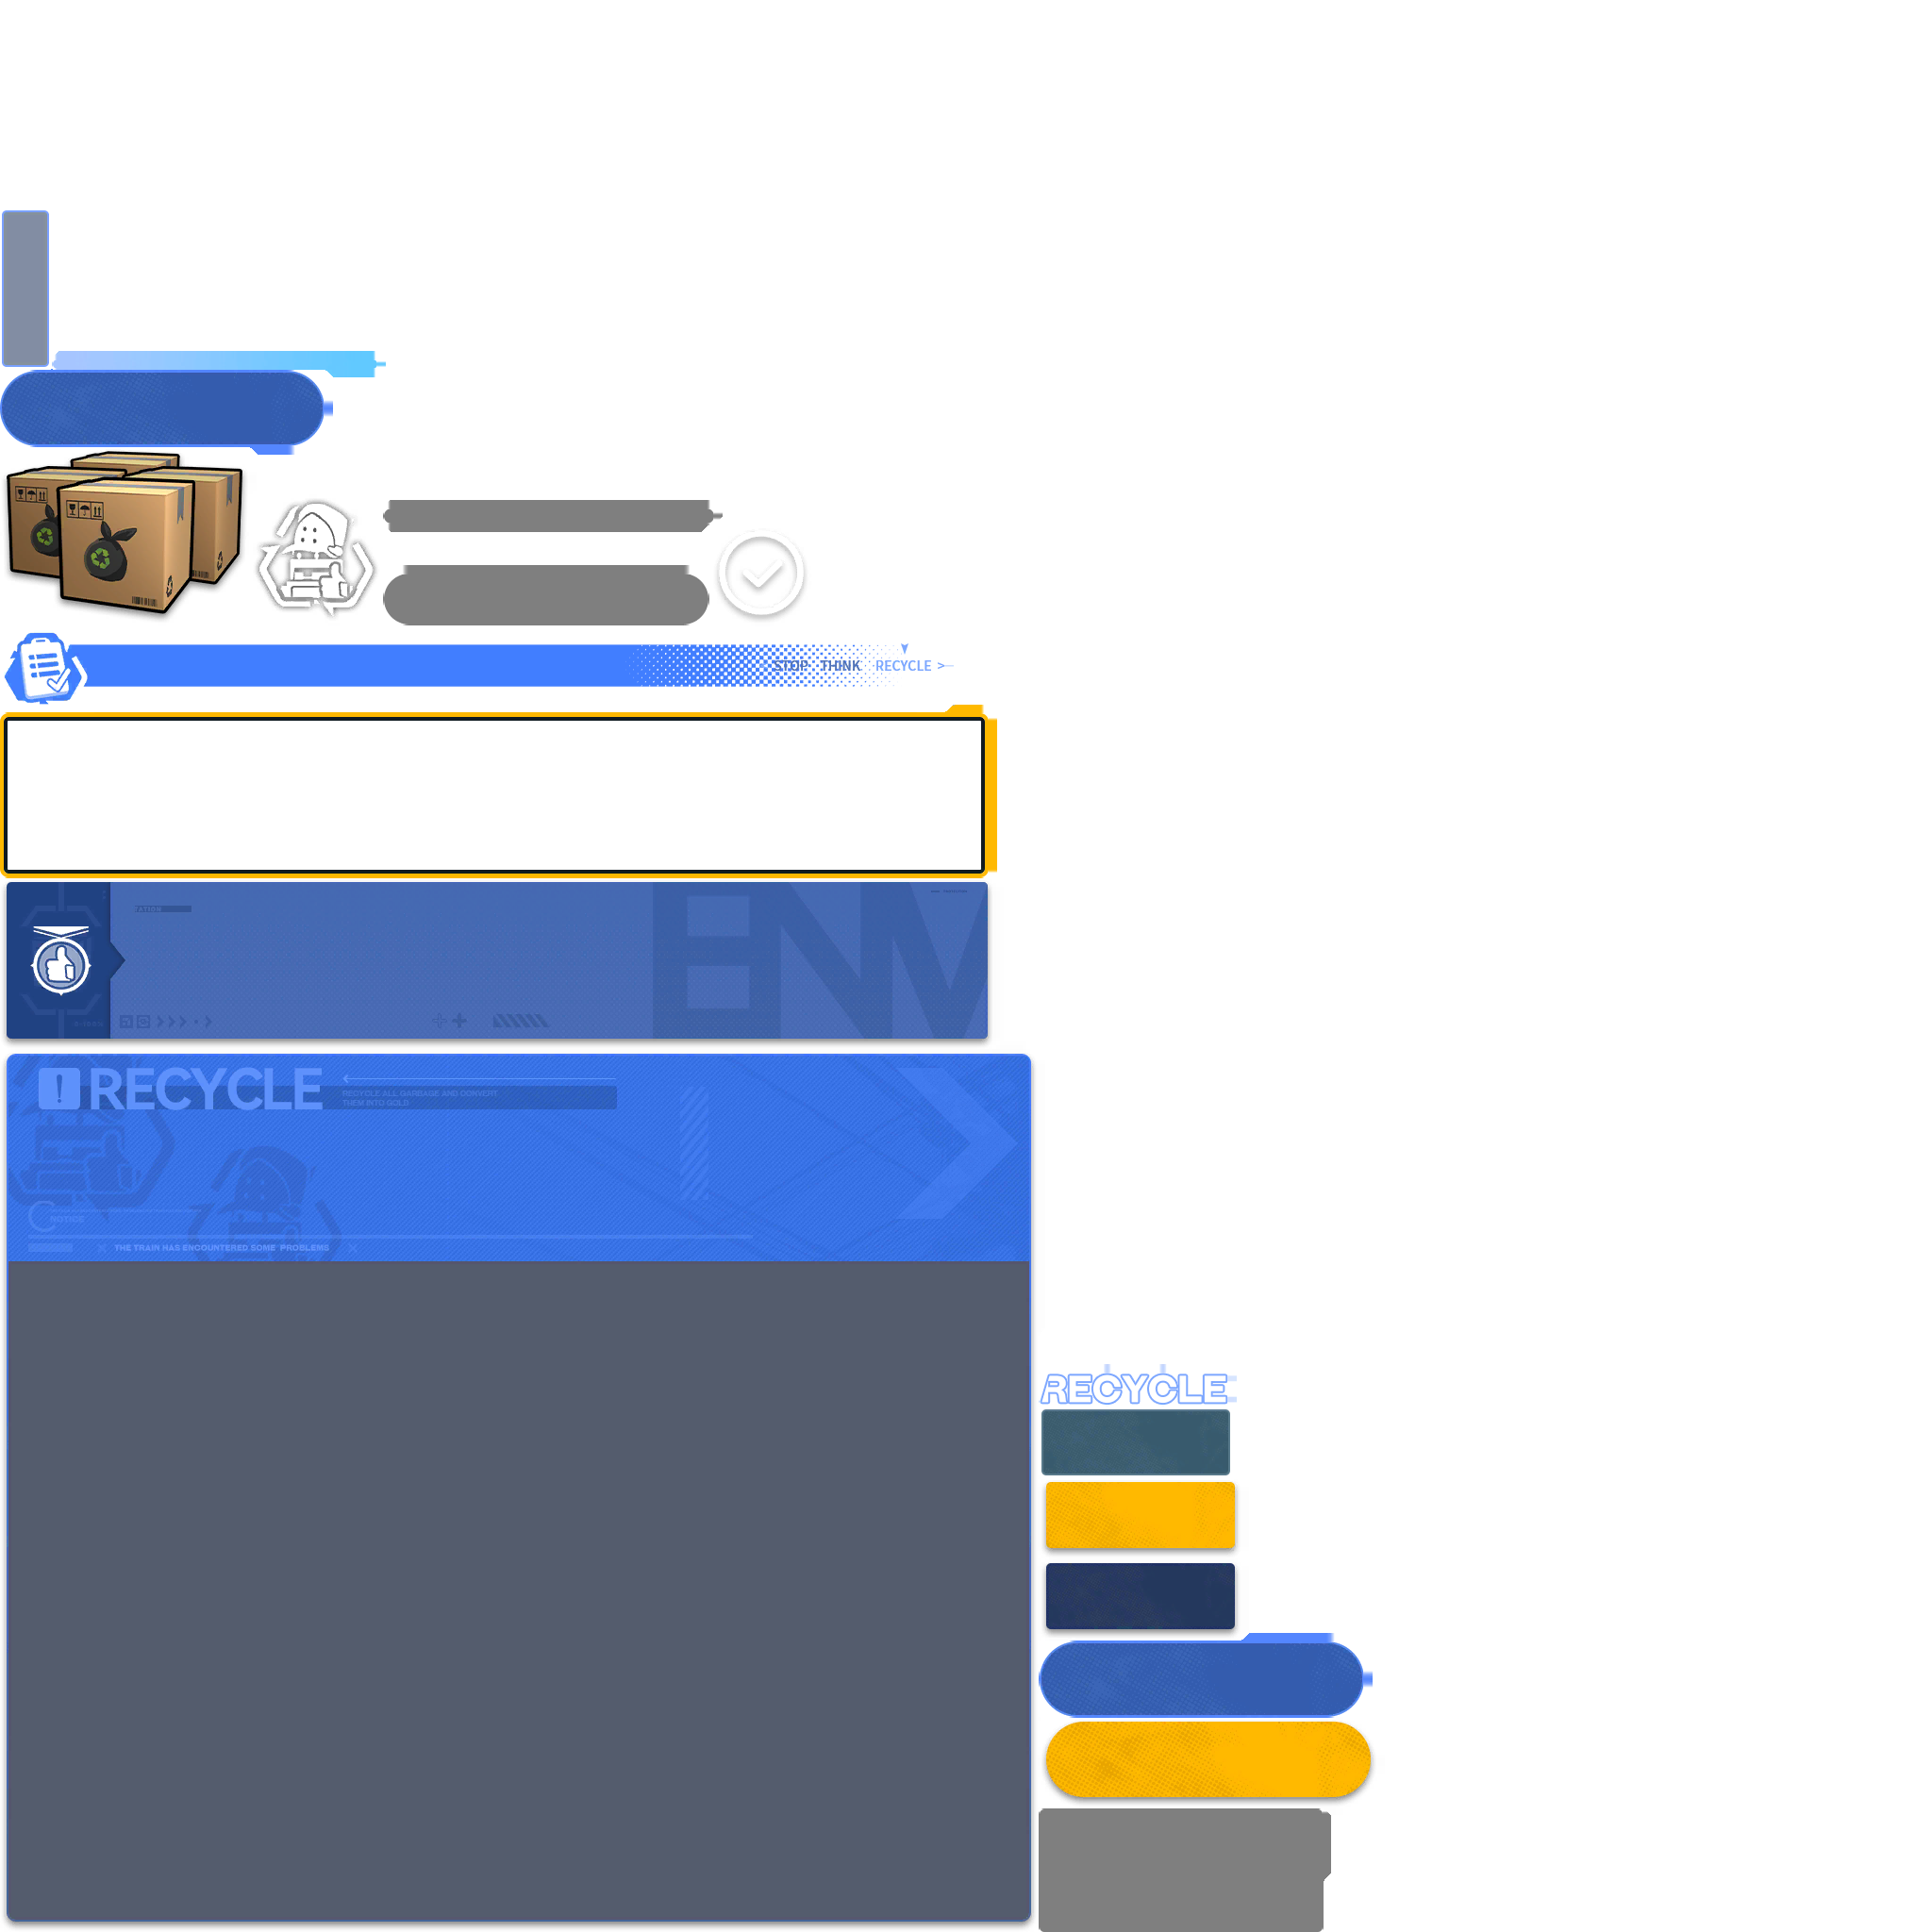 STOP THINK RECYCLE >
ENV
! RECYCLE
RECYCLE ALL GARBAGE AND CONVERT
THEM INTO GOLD
C
NOTICE
THE TRAIN HAS ENCOUNTERED SOME PROBLEMS
RECYCLE